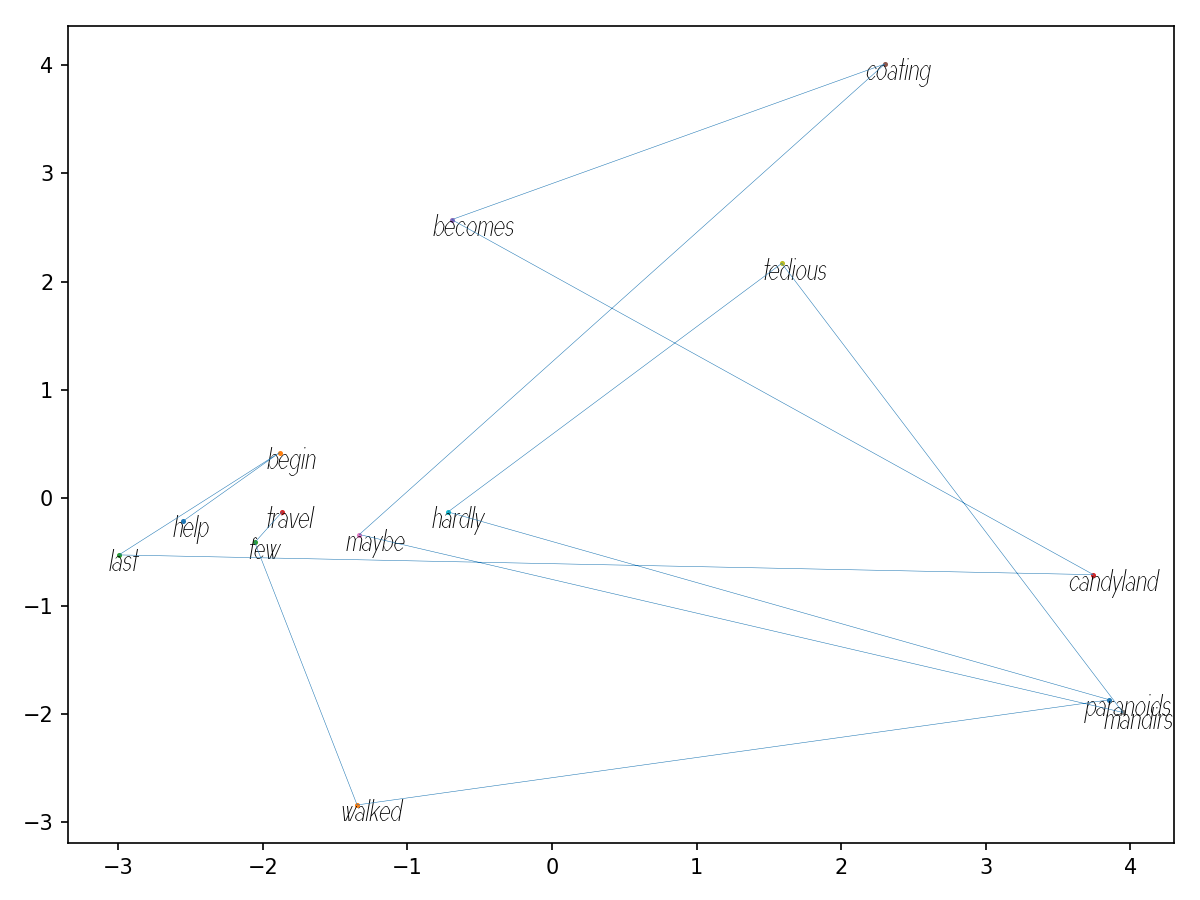 coating
becomes
tedious
begin
travel
help
hardly
few
maybe
last
candyland
paranoids
mandirs
walked
4
3
2
1
0
−1
−2
−3
−3
−2
−1
0
1
2
3
4